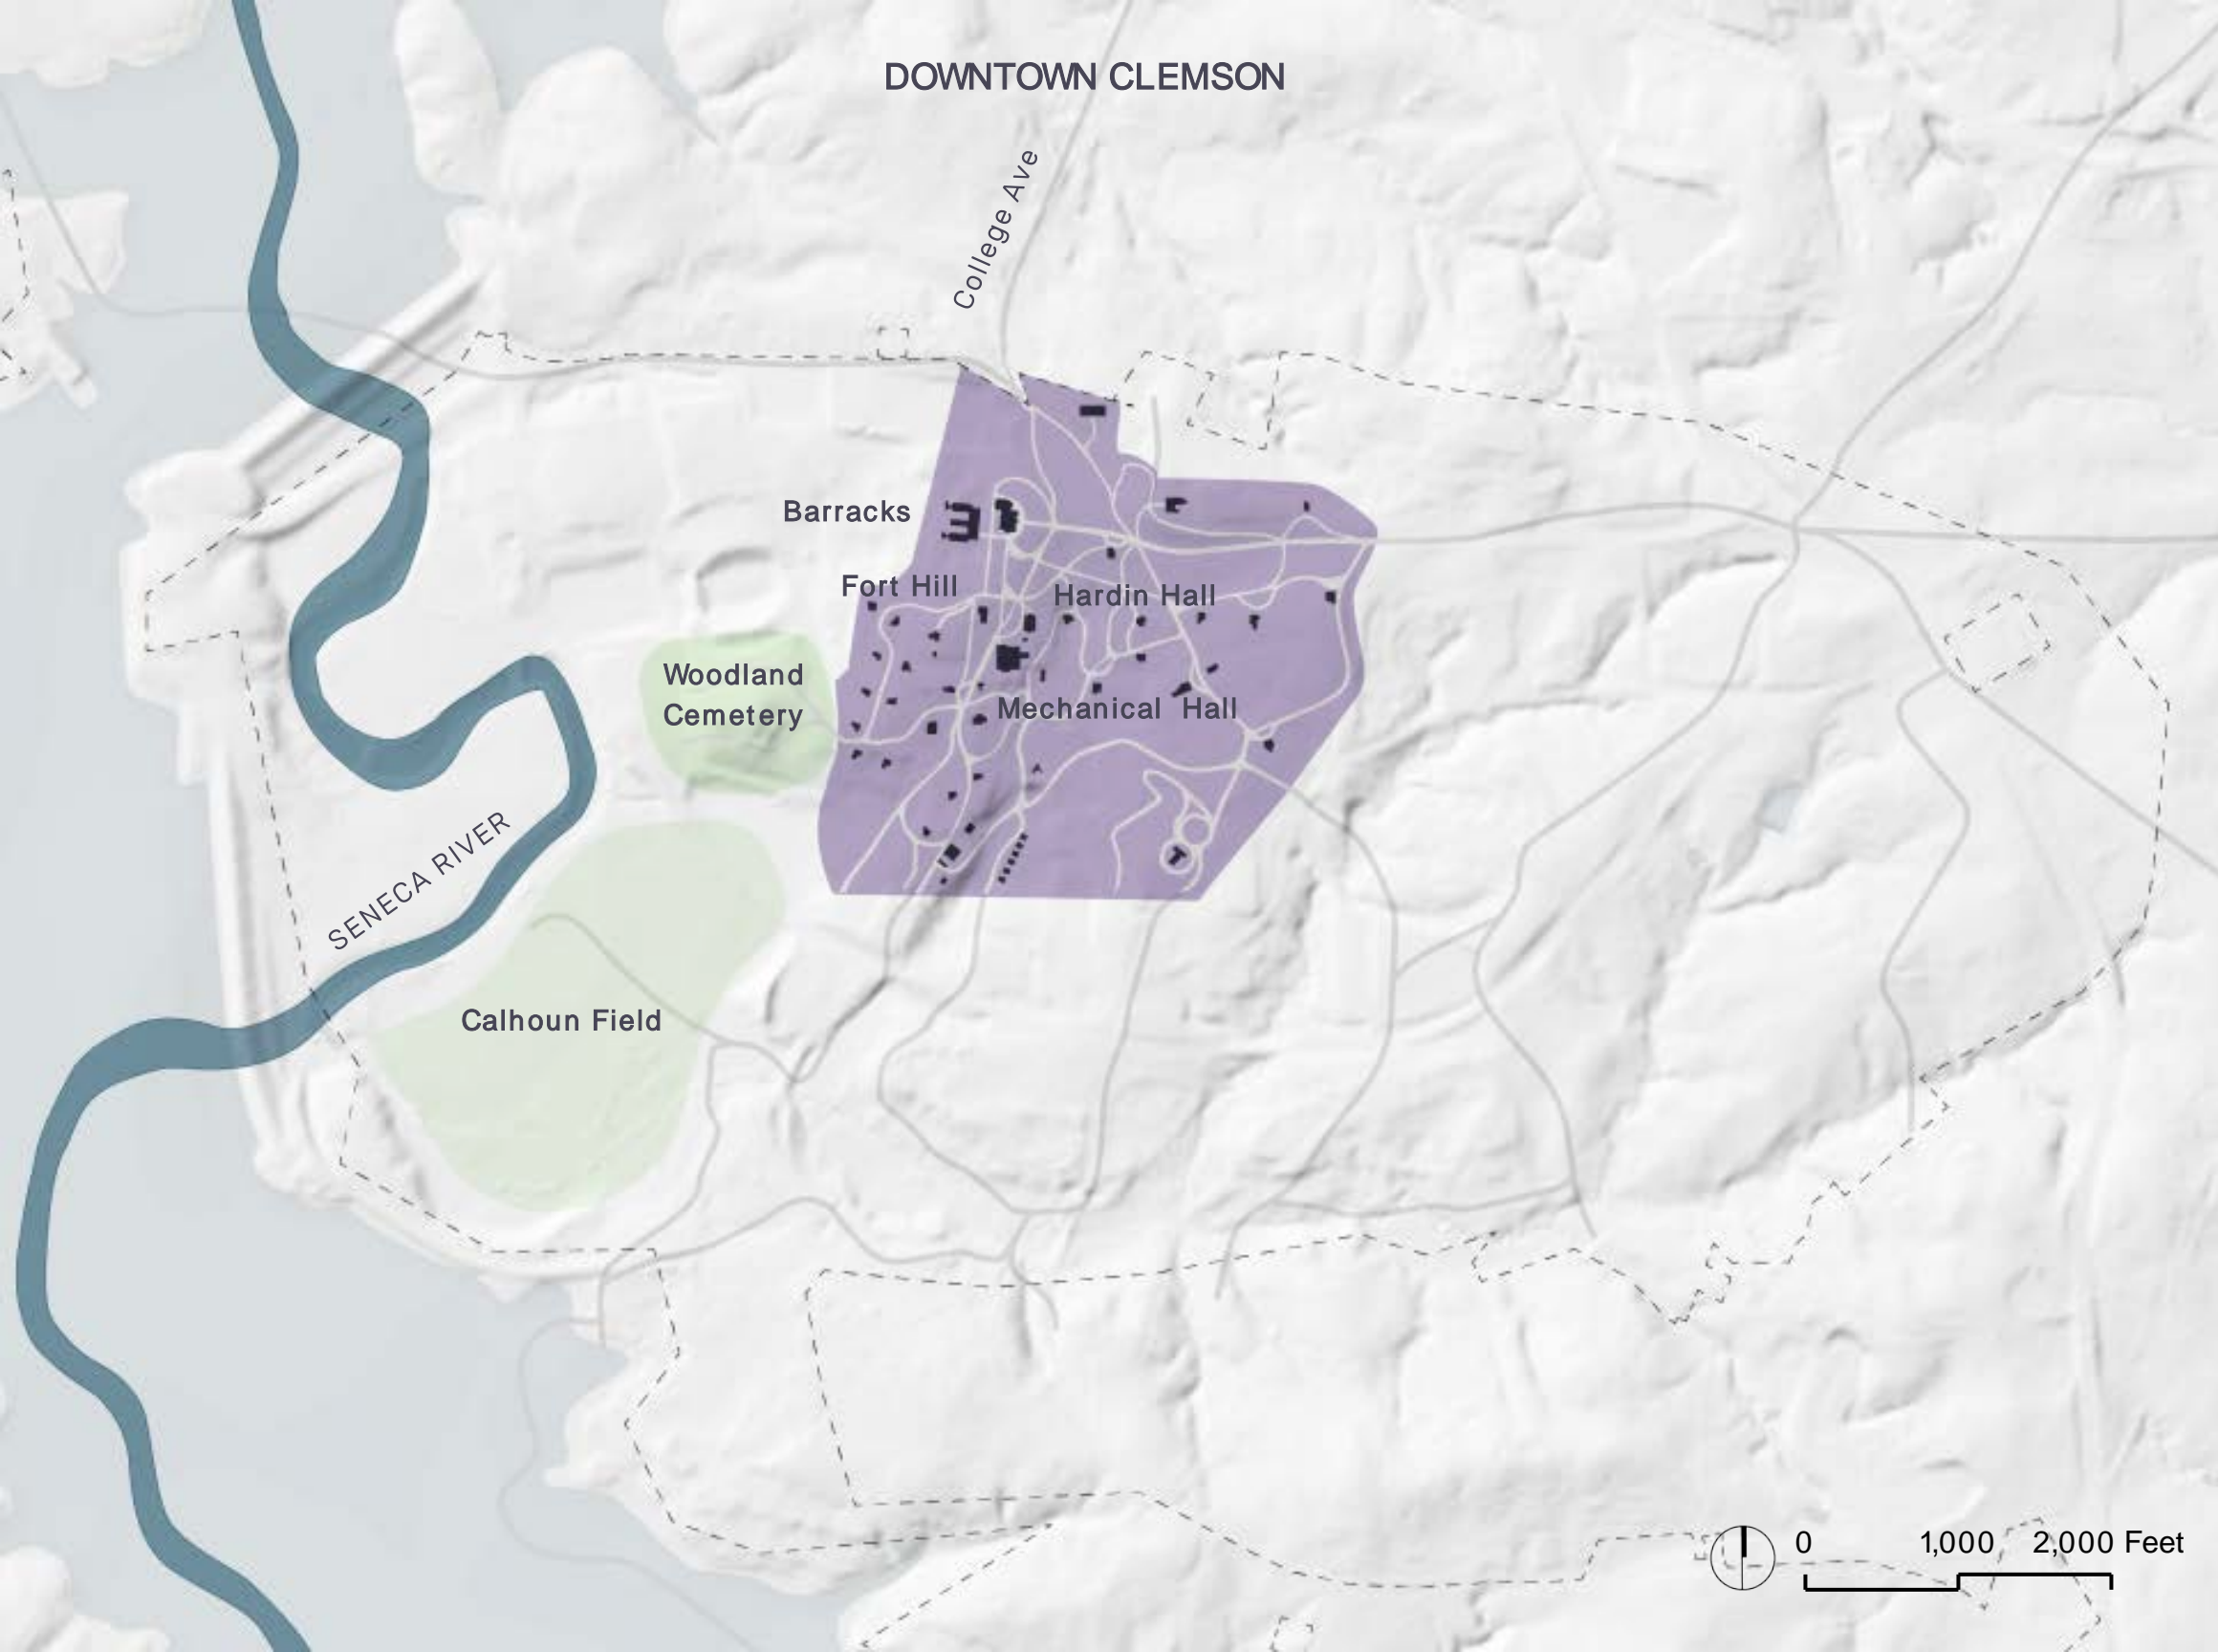 DOWNTOWN CLEMSON
College Ave
Barracks
Fort Hill
Hardin Hall
Woodland
Cemetery
Mechanical Hall
SENECA RIVER
Calhoun Field
0 1,000 2,000 Feet